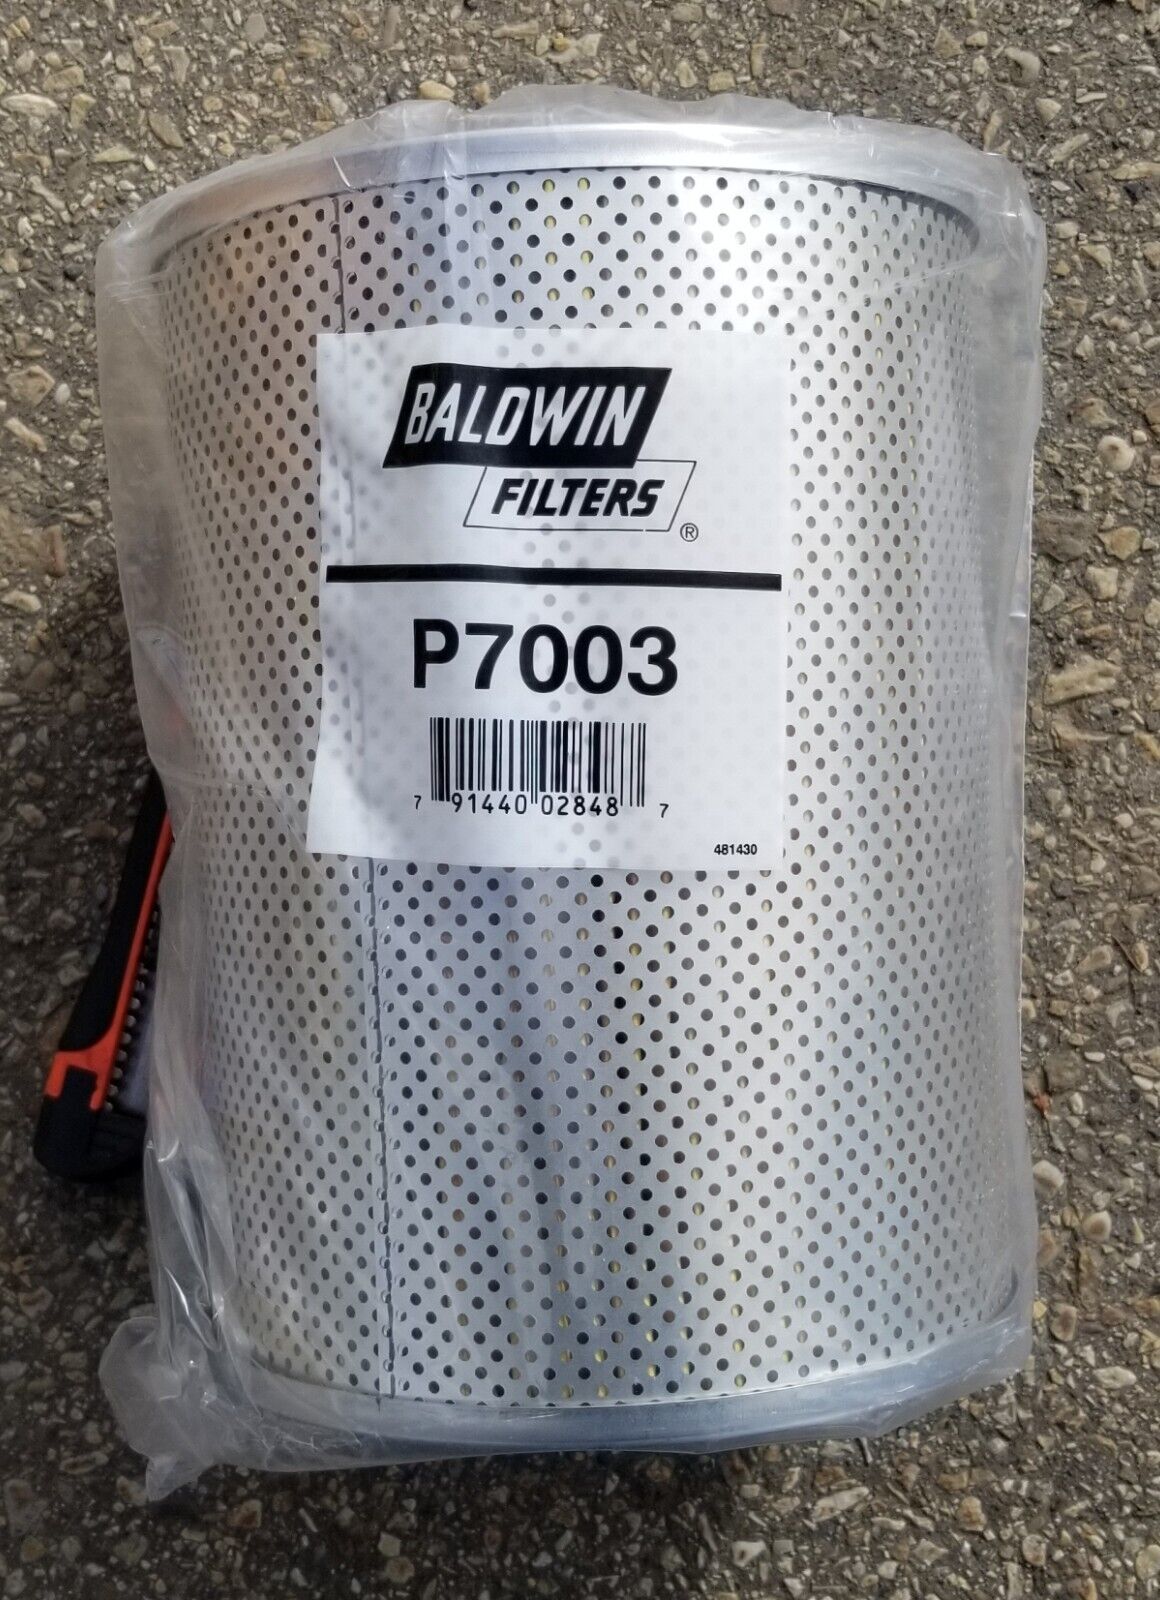 BALDWIN
FILTERS
®
P7003
7 91440 02848 7
481430